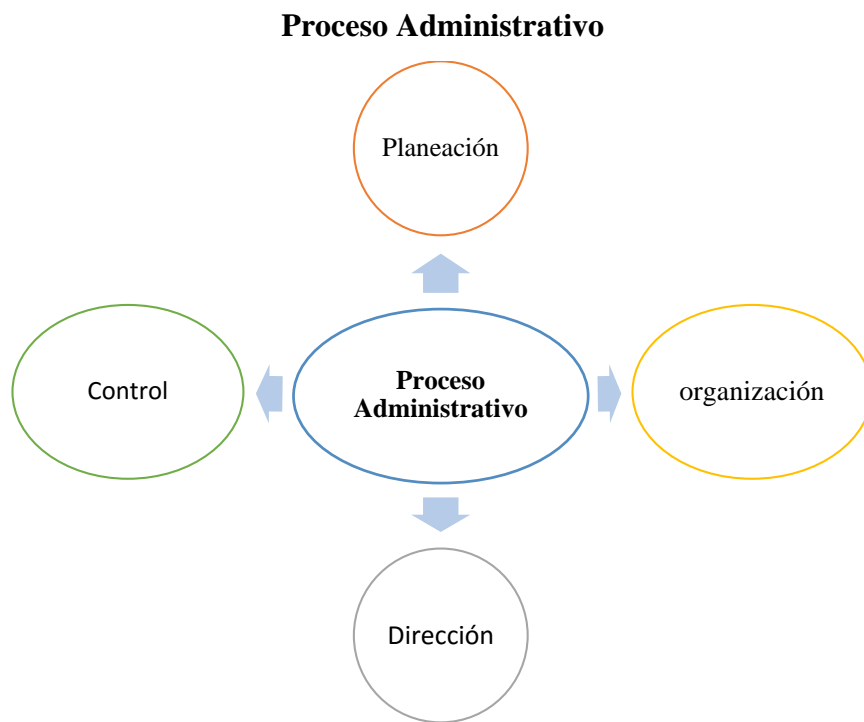 Proceso Administrativo
Planeación
Control
Proceso
Administrativo
organización
Dirección